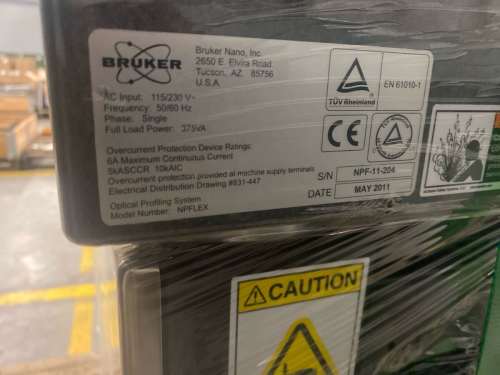 BRUKER
Bruker Nano, Inc.
2650 E. Elvira Road
Tucson, AZ 85756
U.S.A.
AC Input: 115/230 V~
Frequency: 50/60 Hz
Phase: Single
Full Load Power: 375VA
Overcurrent Protection Device Ratings:
6A Maximum Continuous Current
5kASCCR 10kAIC
Overcurrent protection provided at machine supply terminals
Electrical Distribution Drawing #831-447
Optical Profiling System
Model Number: NPFLEX
TÜV Rheinland
EN 61010-1
CE
S/N NPF-11-204
DATE MAY 2011
CAUTION